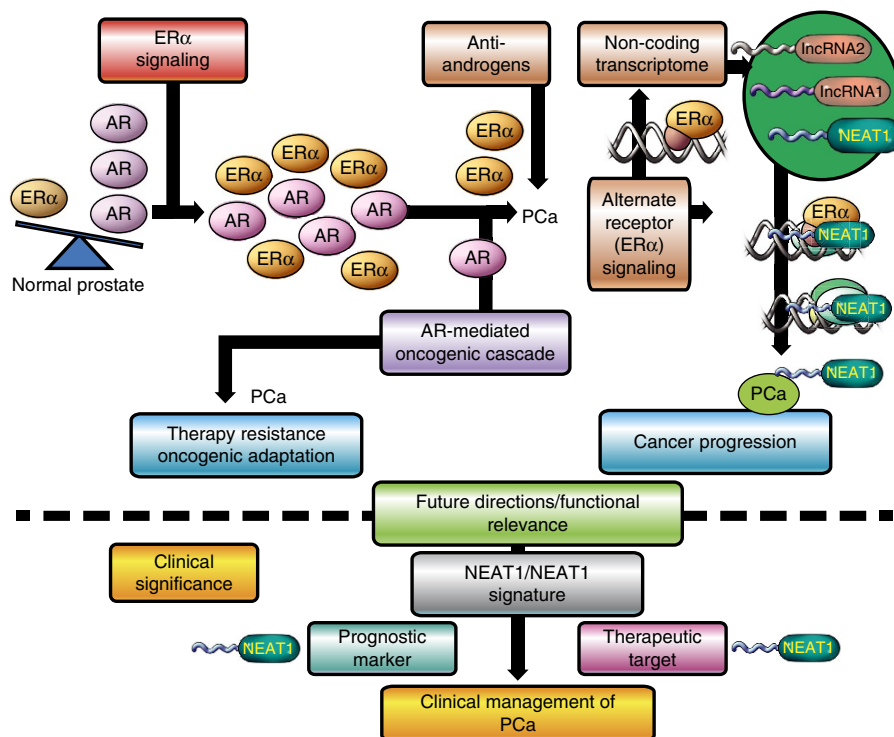 ERα
signaling
Anti-
androgens
Non-coding
transcriptome
lncRNA2
lncRNA1
NEAT1
AR
AR
AR
ERα
Normal prostate
ERα
ERα
ERα
ERα
AR
AR
AR
AR
ERα
ERα
ERα
ERα
ERα
PCa
AR
ERα
Alternate
receptor
(ERα)
signaling
ERα
NEAT1
NEAT1
NEAT1
PCa
Cancer progression
AR-mediated
oncogenic cascade
PCa
Therapy resistance
oncogenic adaptation
Future directions/functional
relevance
Clinical
significance
NEAT1/NEAT1
signature
NEAT1
Prognostic
marker
Therapeutic
target
NEAT1
Clinical management of
PCa